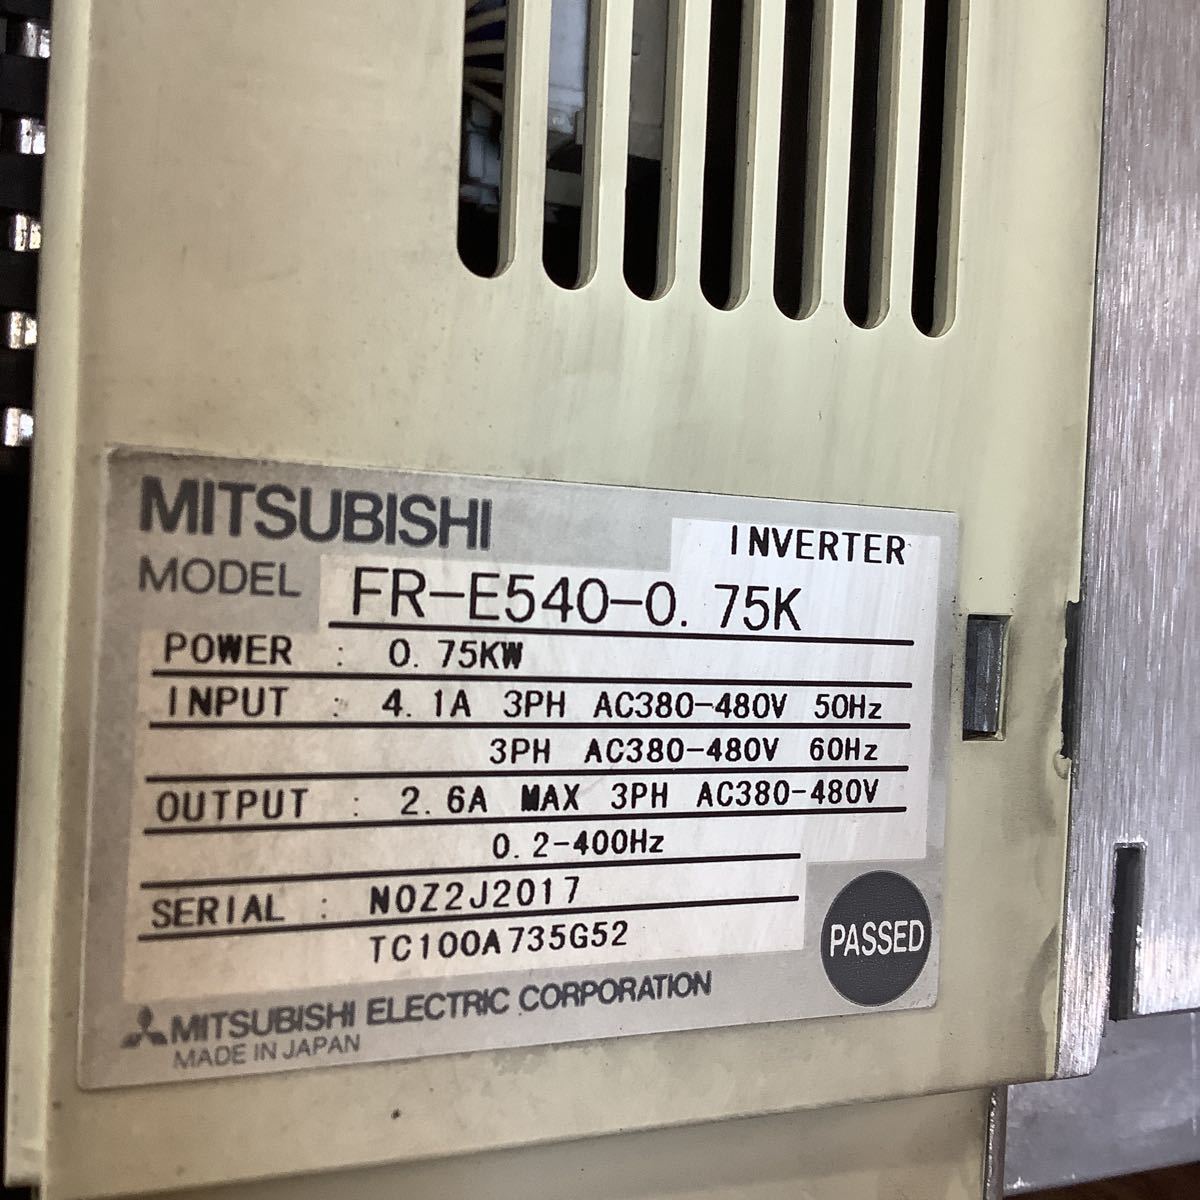 MITSUBISHI
INVERTER
MODEL FR-E540-0.75K
POWER : 0.75KW
INPUT : 4.1A 3PH AC380-480V 50Hz
3PH AC380-480V 60Hz
OUTPUT : 2.6A MAX 3PH AC380-480V
0.2-400Hz
SERIAL : N0Z2J2017
TC100A735G52
PASSED
MITSUBISHI ELECTRIC CORPORATION
MADE IN JAPAN